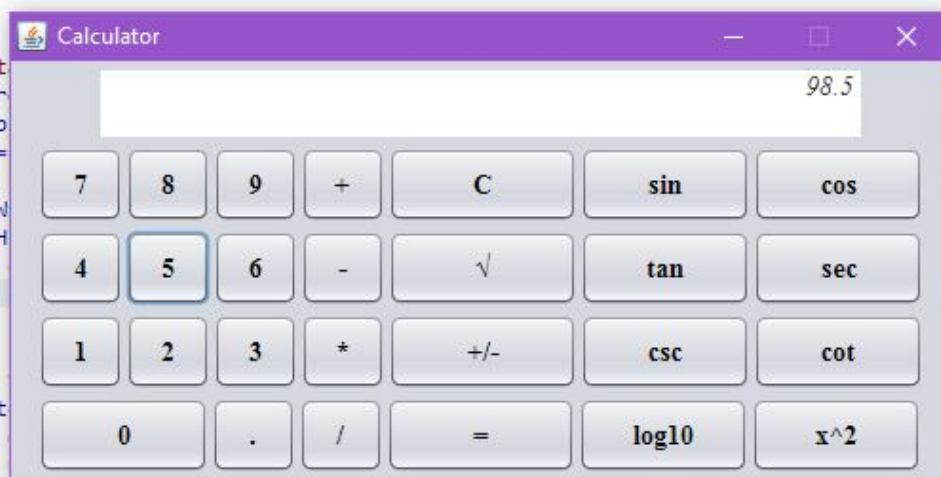 Calculator
98.5
7 8 9 + C sin cos
4 5 6 - √ tan sec
1 2 3 * +/- csc cot
0 . / = log10 x^2